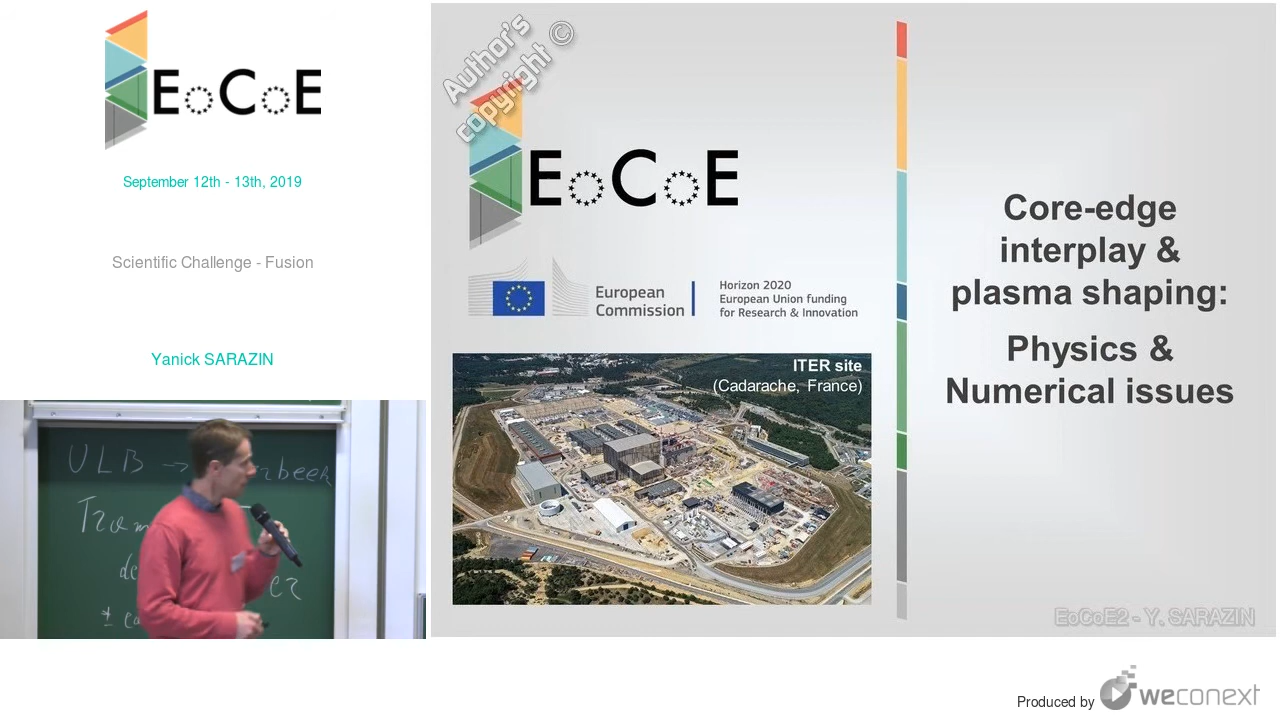 EoCoE
September 12th - 13th, 2019
Scientific Challenge - Fusion
Yanick SARAZIN
ULB →
beek
Author's
copyright ©
EoCoE
European
Commission
Horizon 2020
European Union funding
for Research & Innovation
ITER site
(Cadarache, France)
Core-edge
interplay &
plasma shaping:
Physics &
Numerical issues
EoCoE2 - Y. SARAZIN
Produced by weconext